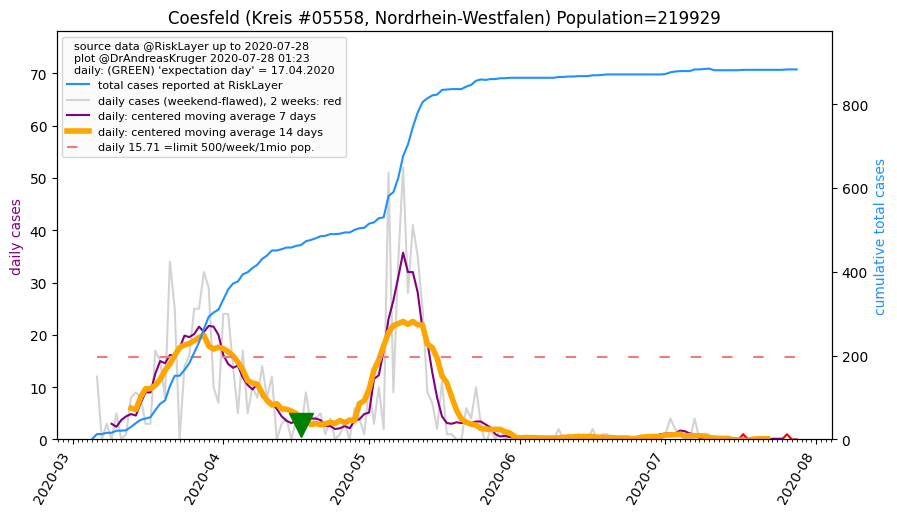 Coesfeld (Kreis #05558, Nordrhein-Westfalen) Population=219929
source data @RiskLayer up to 2020-07-28
plot @DrAndreasKruger 2020-07-28 01:23
daily: (GREEN) 'expectation day' = 17.04.2020
total cases reported at RiskLayer
daily cases (weekend-flawed), 2 weeks: red
daily: centered moving average 7 days
daily: centered moving average 14 days
daily 15.71 =limit 500/week/1mio pop.
daily cases
70
60
50
40
30
20
10
0
800
600
400
200
0
cumulative total cases
2020-03
2020-04
2020-05
2020-06
2020-07
2020-08